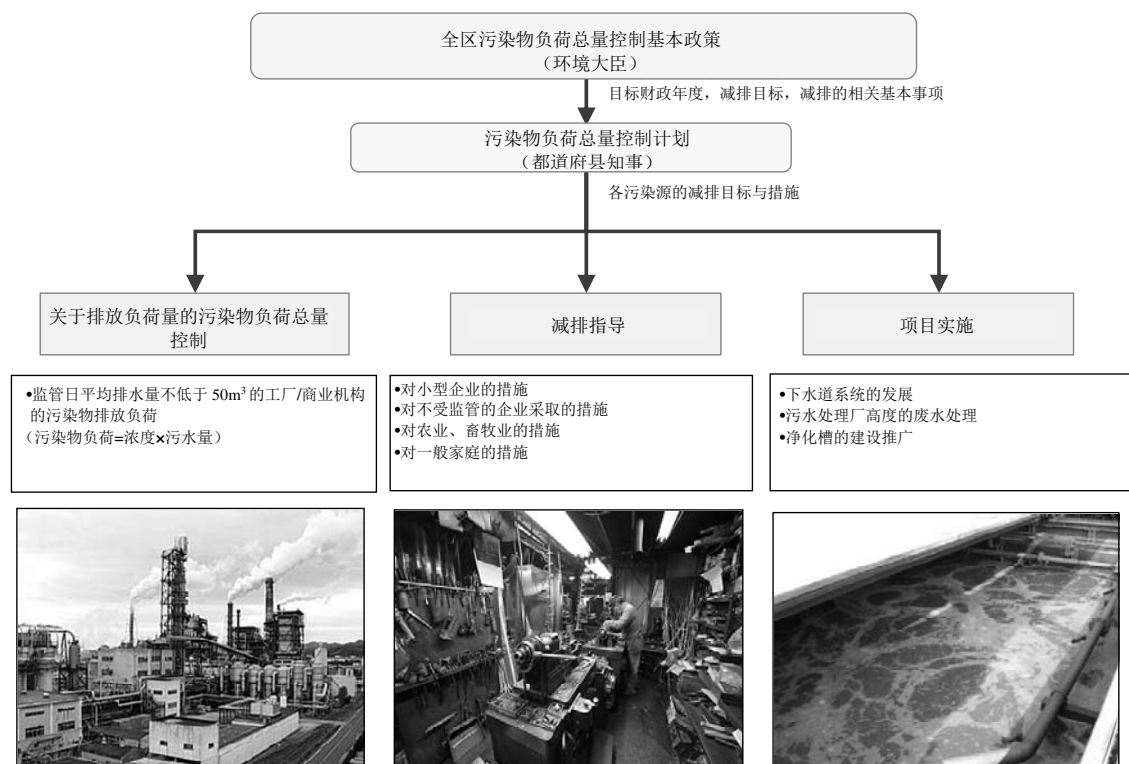 全区污染物负荷总量控制基本政策
（环境大臣）
目标财政年度，减排目标，减排的相关基本事项
污染物负荷总量控制计划
（都道府县知事）
各污染源的减排目标与措施
关于排放负荷量的污染物负荷总量
控制
•监管日平均排水量不低于 50m³ 的工厂/商业机构
的污染物排放负荷
（污染物负荷=浓度×污水量）
减排指导
•对小型企业的措施
•对不受监管的企业采取的措施
•对农业、畜牧业的措施
•对一般家庭的措施
项目实施
•下水道系统的发展
•污水处理厂高度的废水处理
•净化槽的建设推广